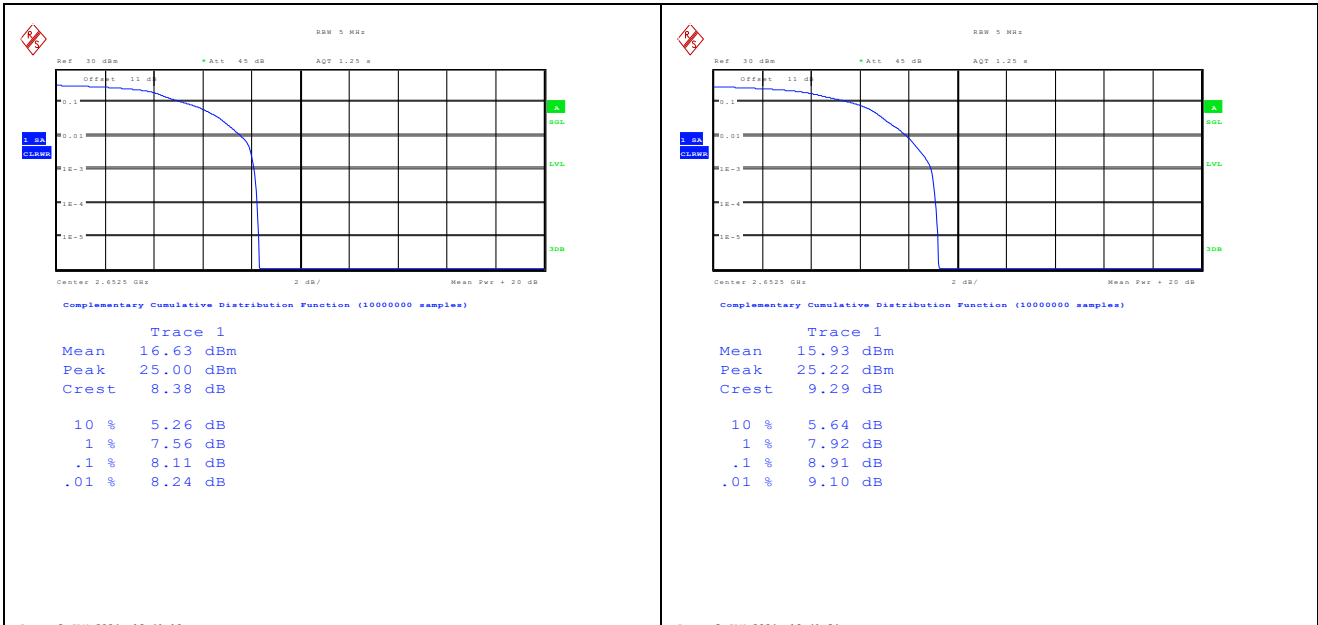 R
S
RBW 5 MHz
Ref 30 dBm
* Att 45 dB
AQT 1.25 s
Offset 11 dB
0.1
0.01
1E-3
1E-4
1E-5
1 SA
CLRWR
A
SGL
LVL
3DB
Center 2.6525 GHz
2 dB/
Mean Pwr + 20 dB
Complementary Cumulative Distribution Function (10000000 samples)
Trace 1
Mean 16.63 dBm
Peak 25.00 dBm
Crest 8.38 dB
10 % 5.26 dB
1 % 7.56 dB
.1 % 8.11 dB
.01 % 8.24 dB
R
S
RBW 5 MHz
Ref 30 dBm
* Att 45 dB
AQT 1.25 s
Offset 11 dB
0.1
0.01
1E-3
1E-4
1E-5
1 SA
CLRWR
A
SGL
LVL
3DB
Center 2.6525 GHz
2 dB/
Mean Pwr + 20 dB
Complementary Cumulative Distribution Function (10000000 samples)
Trace 1
Mean 15.93 dBm
Peak 25.22 dBm
Crest 9.29 dB
10 % 5.64 dB
1 % 7.92 dB
.1 % 8.91 dB
.01 % 9.10 dB